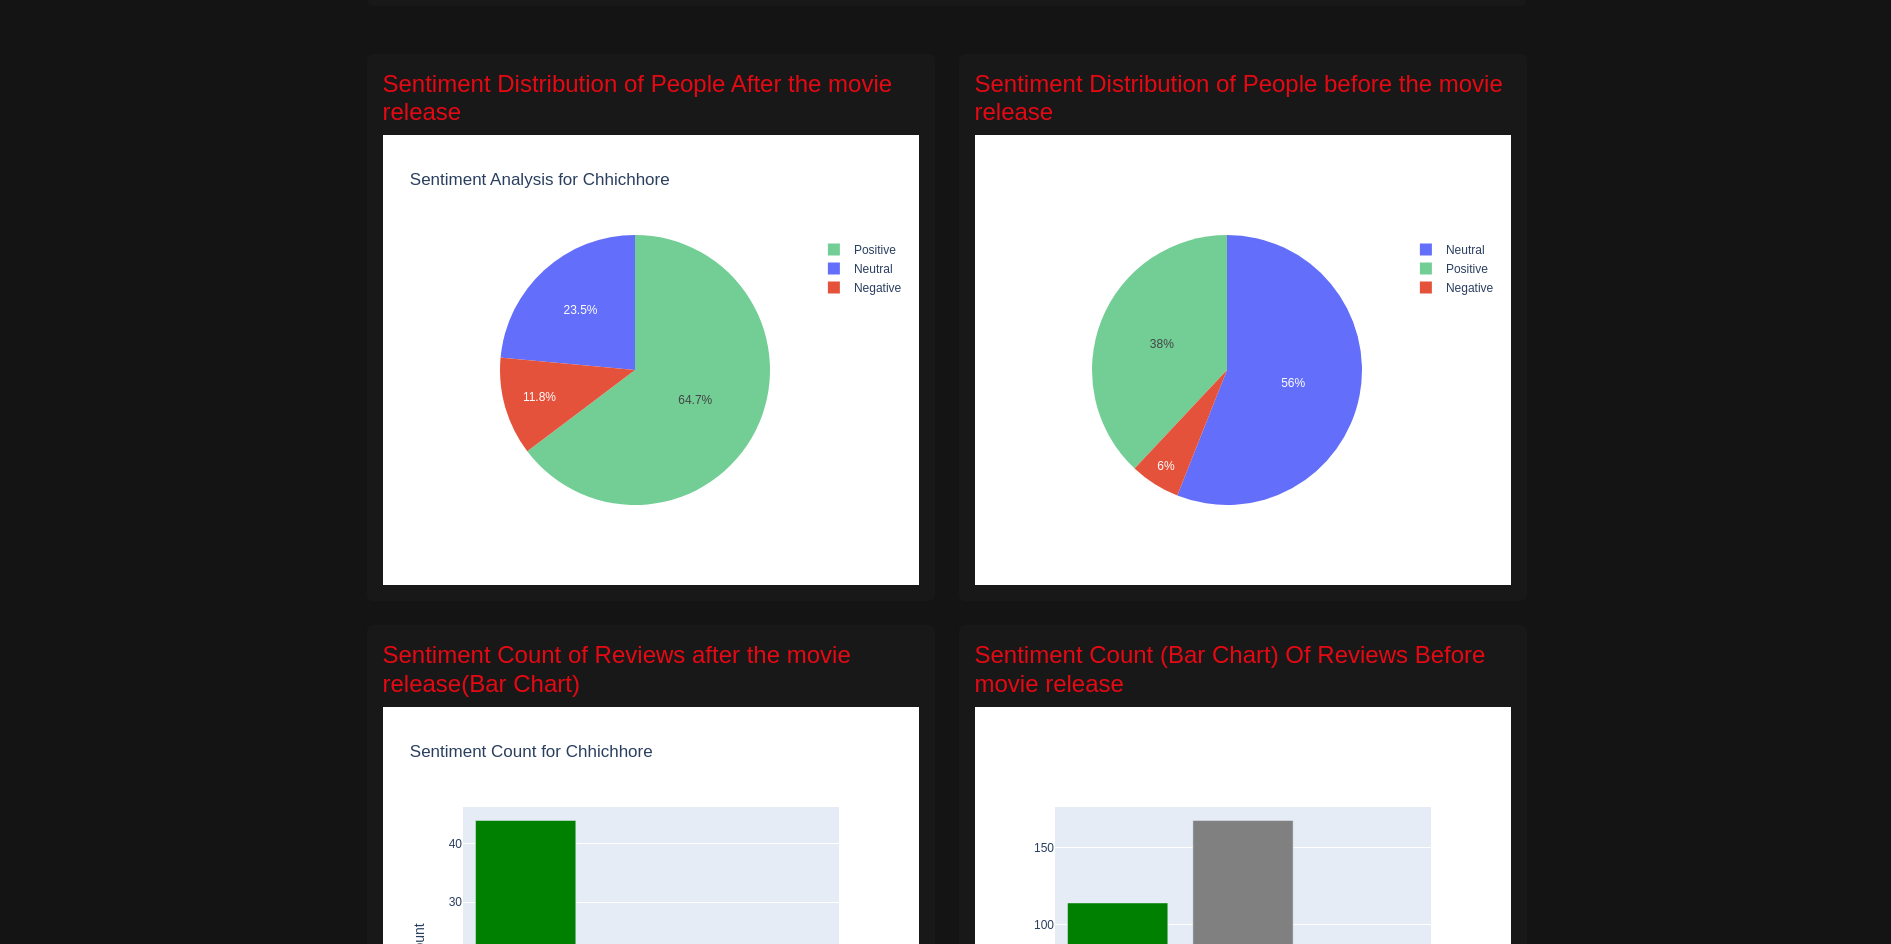 Sentiment Distribution of People After the movie
release
Sentiment Analysis for Chhichhore
Positive
Neutral
Negative
23.5%
11.8%
64.7%
Sentiment Distribution of People before the movie
release
Neutral
Positive
Negative
38%
56%
6%
Sentiment Count of Reviews after the movie
release(Bar Chart)
Sentiment Count for Chhichhore
40
30
Sentiment Count (Bar Chart) Of Reviews Before
movie release
150
100